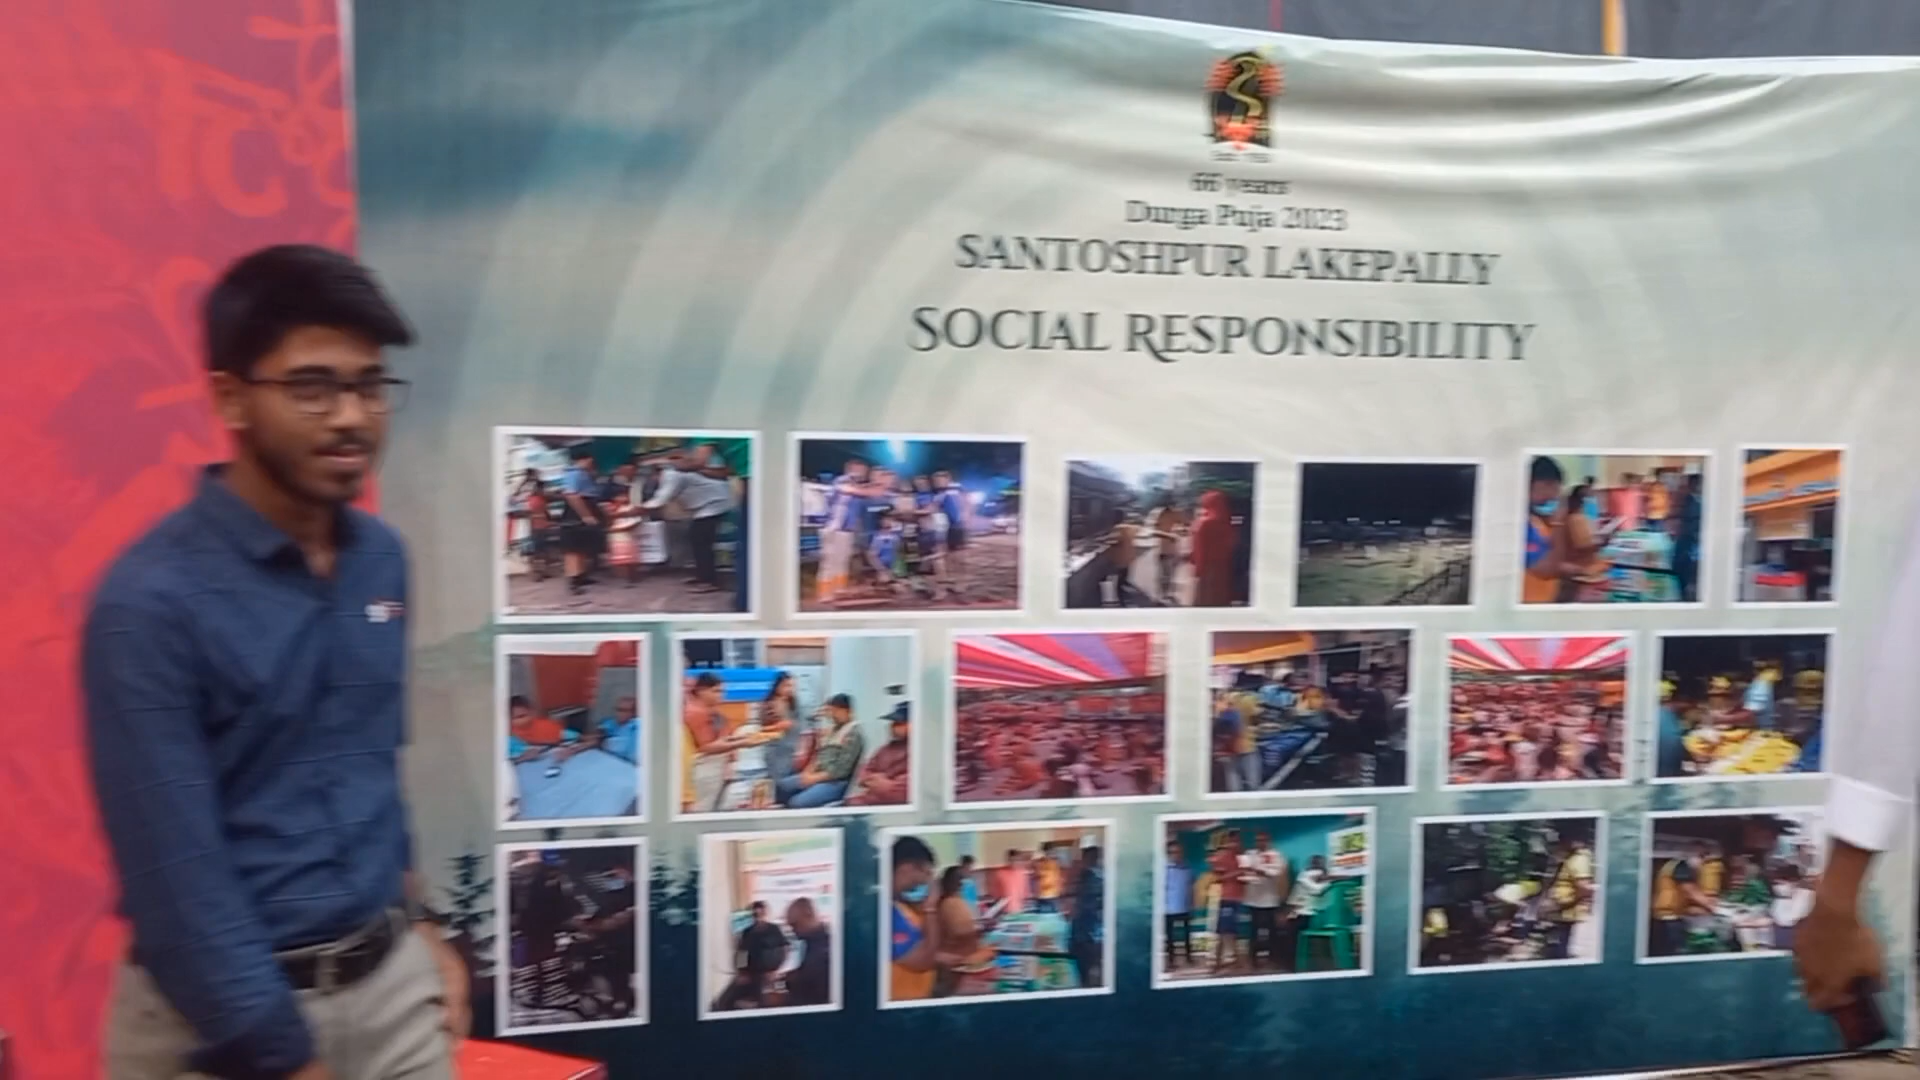 66 years
Durga Puja 2023
SANTOSHPUR LAKEPALLY
SOCIAL RESPONSIBILITY